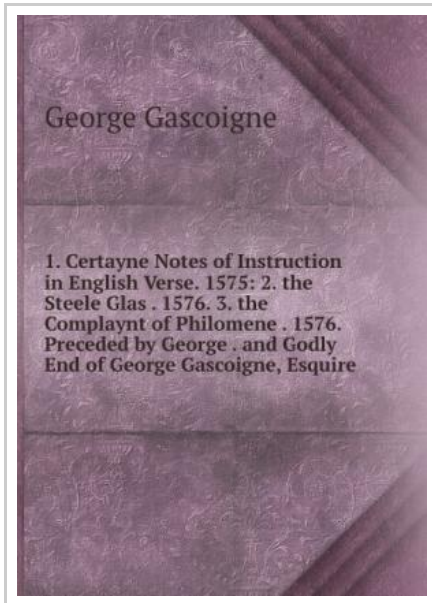 George Gascoigne
1. Certayne Notes of Instruction
in English Verse. 1575: 2. the
Steele Glas . 1576. 3. the
Complaynt of Philomene . 1576.
Preceded by George . and Godly
End of George Gascoigne, Esquire